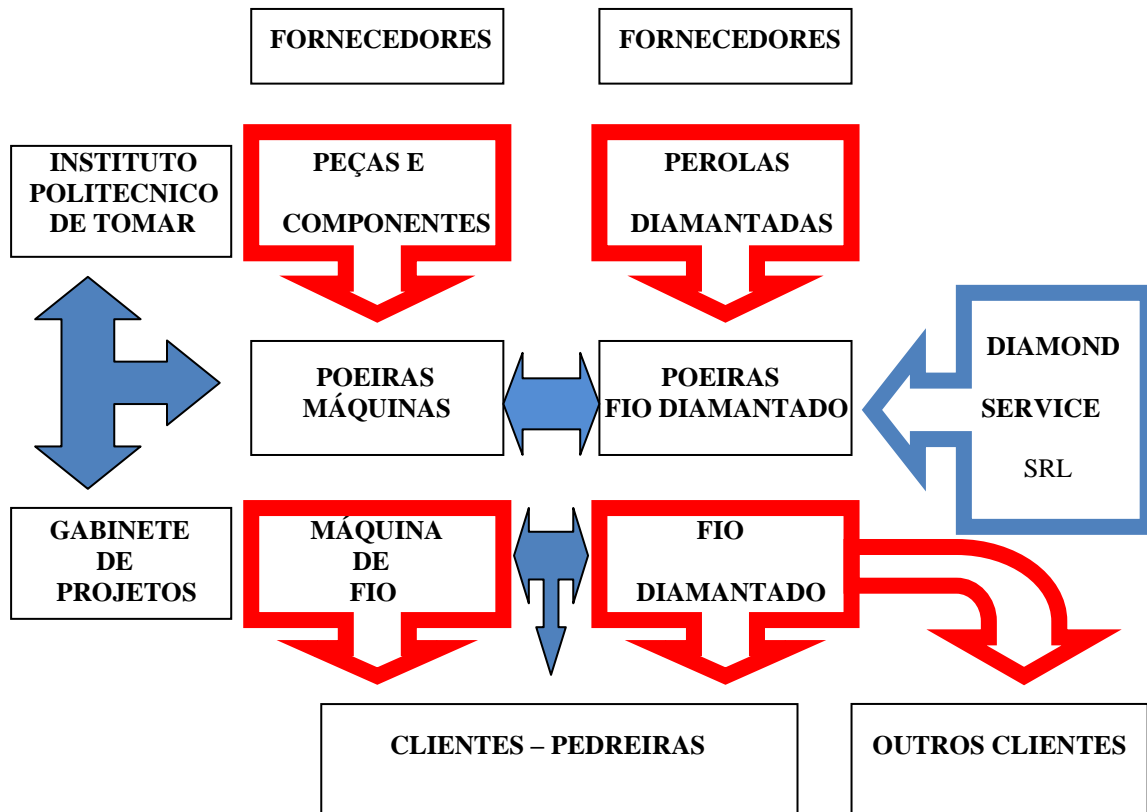 FORNECEDORES
FORNECEDORES
INSTITUTO
POLITECNICO
DE TOMAR
PEÇAS E
COMPONENTES
PEROLAS
DIAMANTADAS
POEIRAS
MÁQUINAS
POEIRAS
FIO DIAMANTADO
DIAMOND
SERVICE
SRL
GABINETE
DE
PROJETOS
MÁQUINA
DE
FIO
FIO
DIAMANTADO
CLIENTES – PEDREIRAS
OUTROS CLIENTES